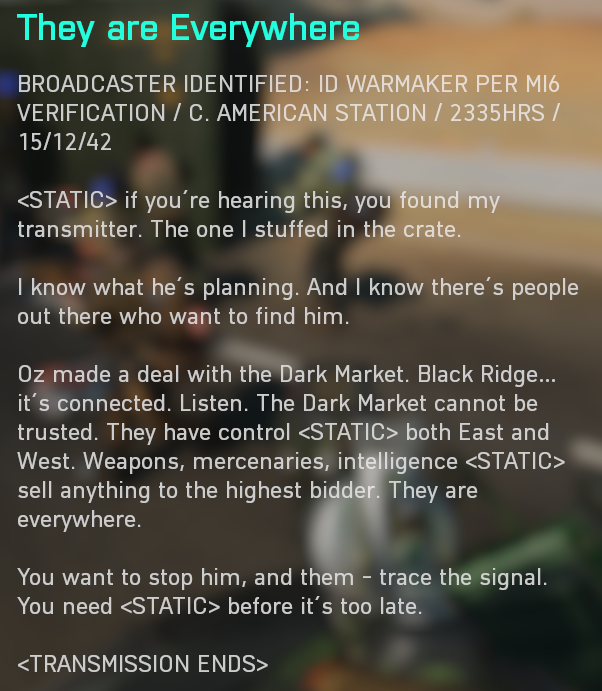 They are Everywhere
BROADCASTER IDENTIFIED: ID WARMAKER PER MI6
VERIFICATION / C. AMERICAN STATION / 2335HRS /
15/12/42
<STATIC> if you´re hearing this, you found my
transmitter. The one I stuffed in the crate.
I know what he´s planning. And I know there´s people
out there who want to find him.
Oz made a deal with the Dark Market. Black Ridge...
it´s connected. Listen. The Dark Market cannot be
trusted. They have control <STATIC> both East and
West. Weapons, mercenaries, intelligence <STATIC>
sell anything to the highest bidder. They are
everywhere.
You want to stop him, and them - trace the signal.
You need <STATIC> before it´s too late.
<TRANSMISSION ENDS>